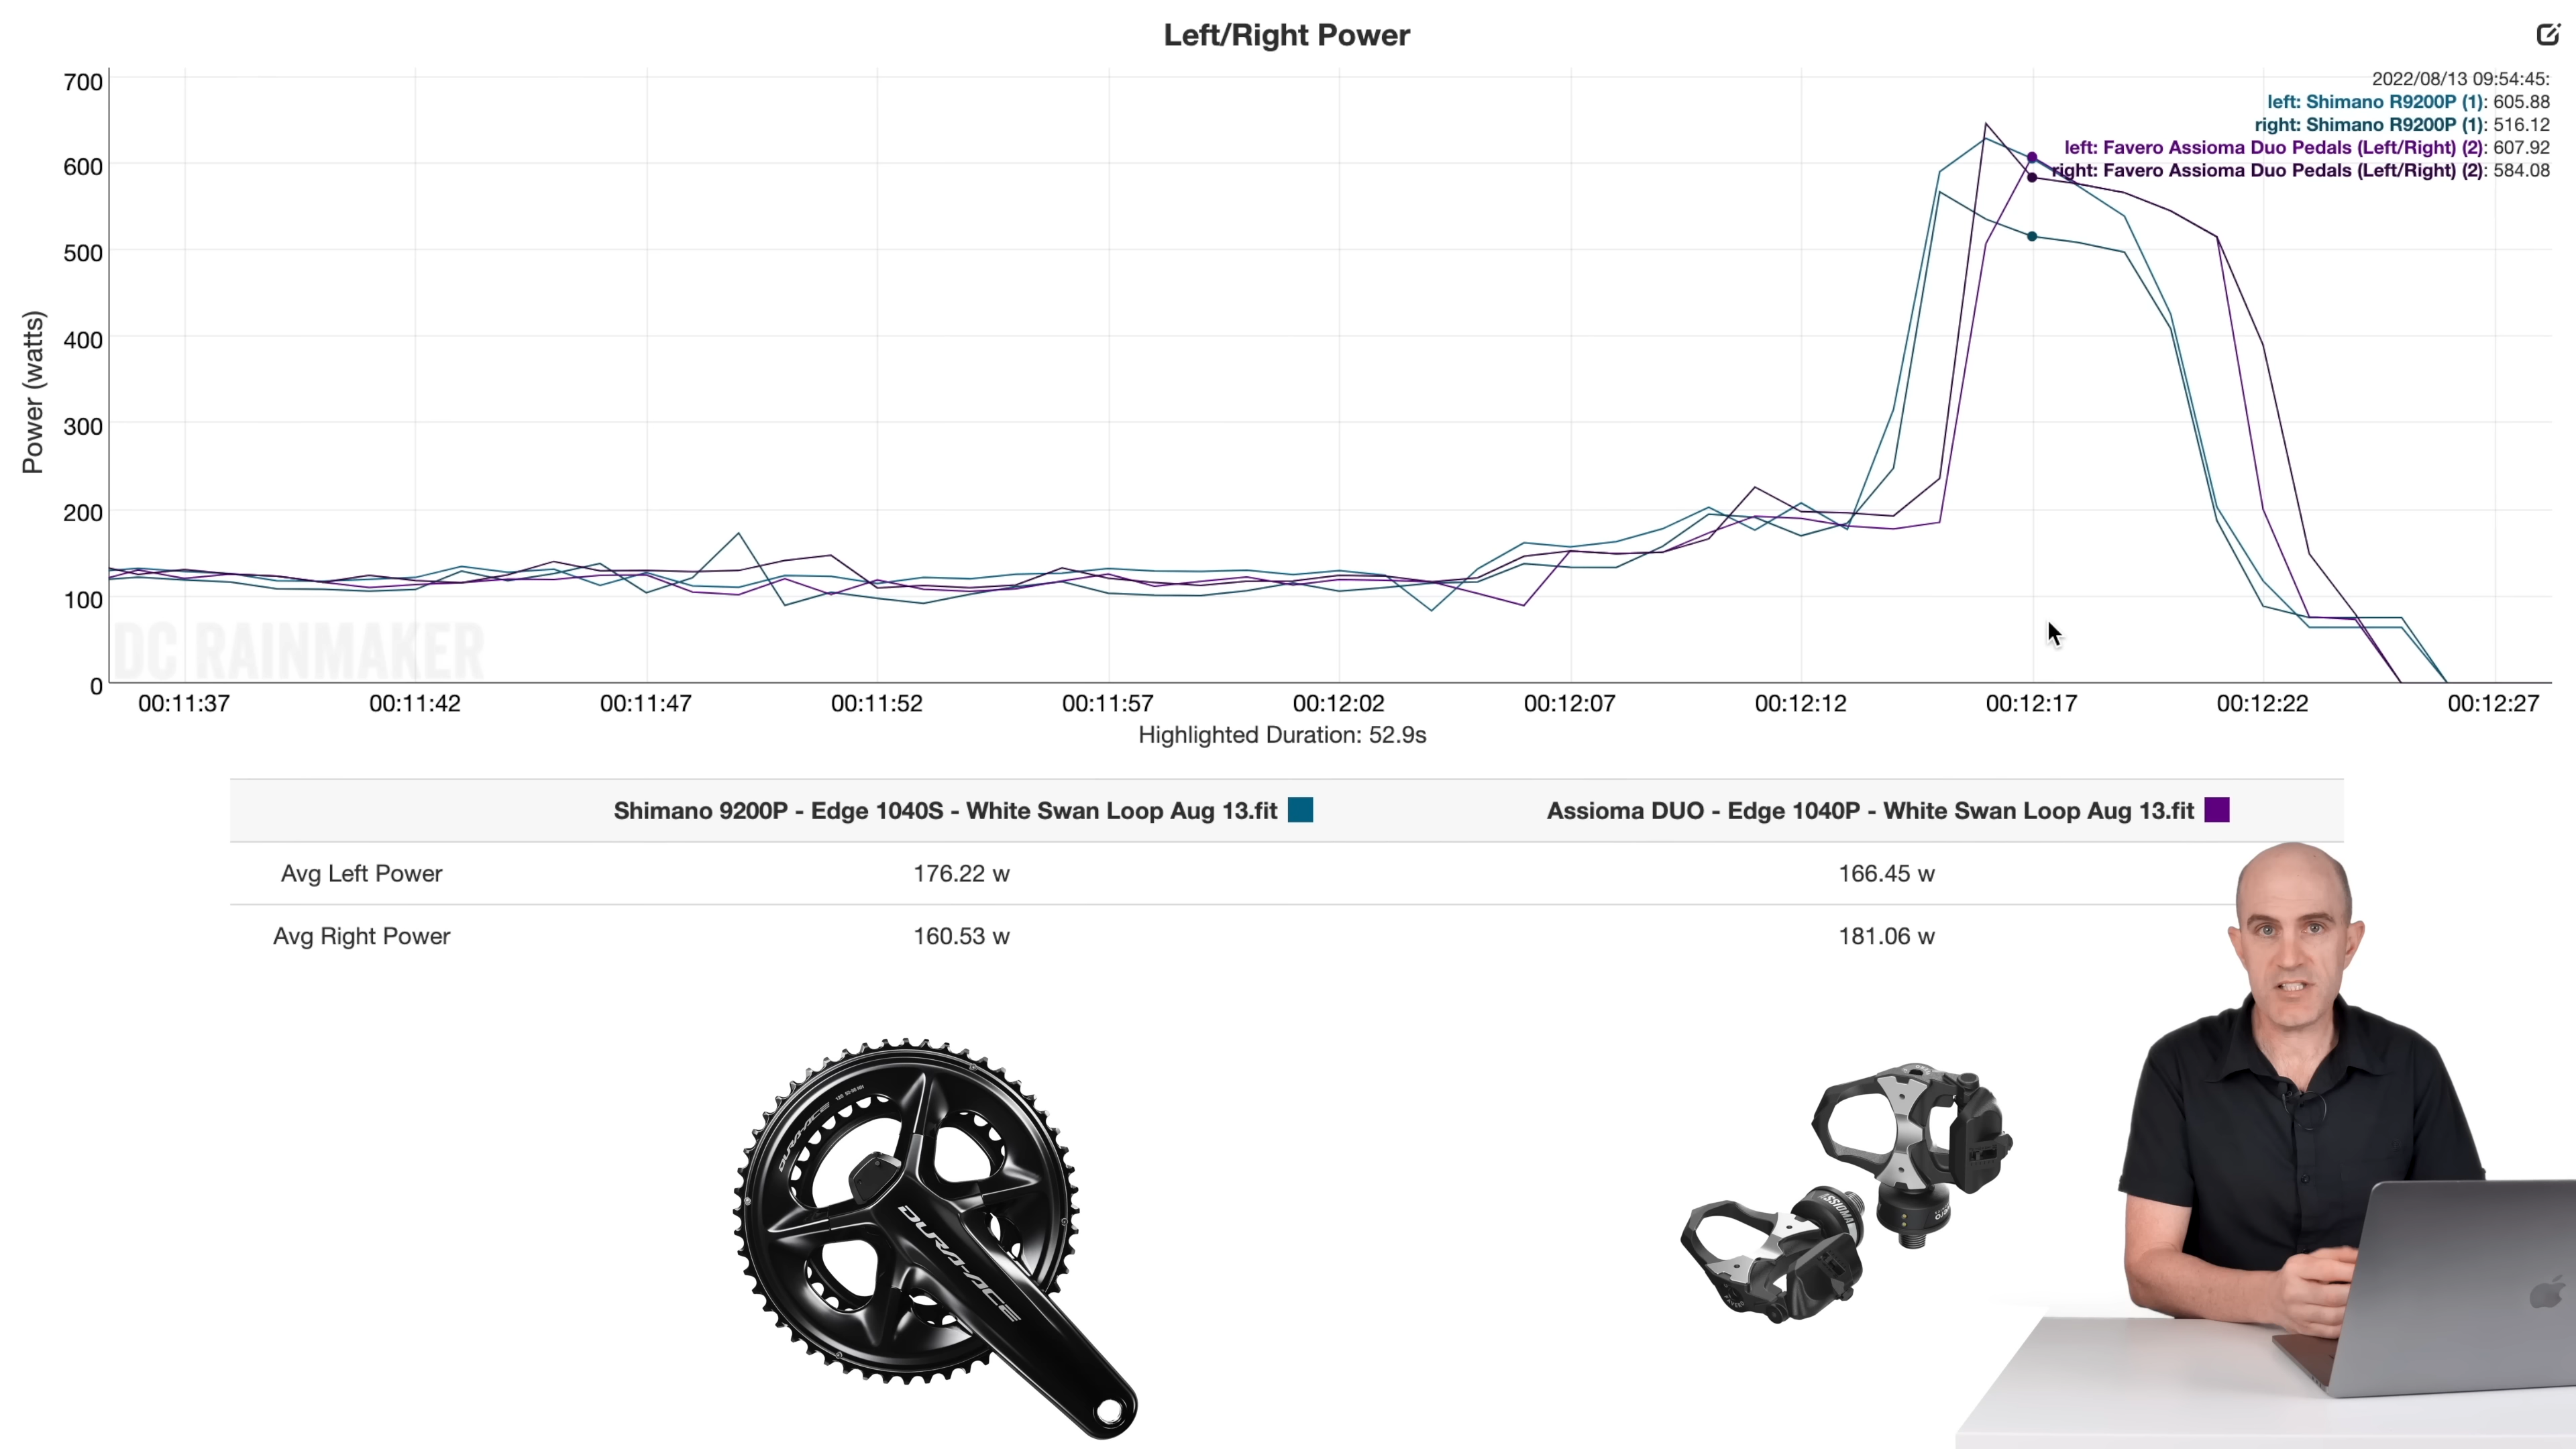 Left/Right Power
2022/08/13 09:54:45:
left: Shimano R9200P (1): 605.88
right: Shimano R9200P (1): 516.12
left: Favero Assioma Duo Pedals (Left/Right) (2): 607.92
right: Favero Assioma Duo Pedals (Left/Right) (2): 584.08
Power (watts)
700
600
500
400
300
200
100
0
DC RAINMAKER
00:11:37 00:11:42 00:11:47 00:11:52 00:11:57 00:12:02 00:12:07 00:12:12 00:12:17 00:12:22 00:12:27
Highlighted Duration: 52.9s
Shimano 9200P - Edge 1040S - White Swan Loop Aug 13.fit Assioma DUO - Edge 1040P - White Swan Loop Aug 13.fit
Avg Left Power 176.22 w 166.45 w
Avg Right Power 160.53 w 181.06 w
DURA-ACE
DURA-ACE
ASSIOMA